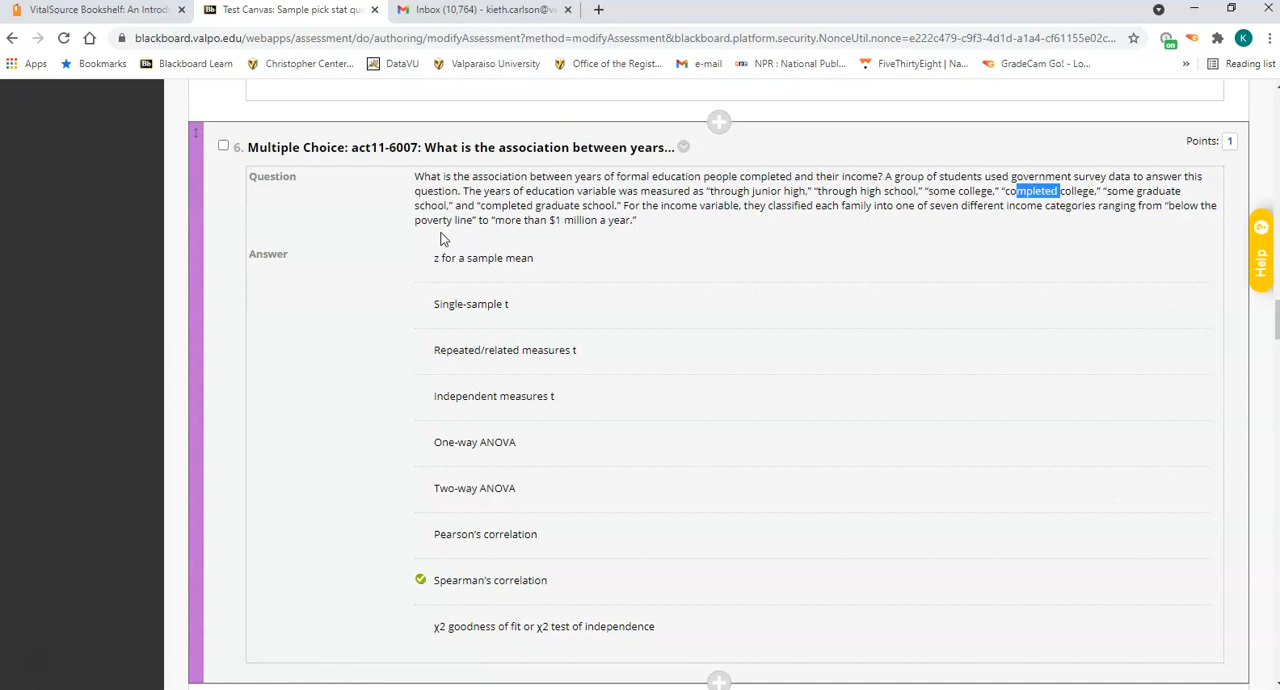 VitalSource Bookshelf: An Introd
Test Canvas: Sample pick stat qu
Inbox (10,764) - kieth.carlson@v
blackboard.valpo.edu/webapps/assessment/do/authoring/modifyAssessment?method=modifyAssessment&blackboard.platform.security.NonceUtil.nonce=e222c479-c9f3-4d1d-a1a4-cf61155e02c...
K
Apps
Bookmarks
Blackboard Learn
Christopher Center...
DataVU
Valparaiso University
Office of the Regist...
e-mail
NPR : National Publ...
FiveThirtyEight | Na...
GradeCam Go! - Lo...
»
Reading list
6. Multiple Choice: act11-6007: What is the association between years...
Points: 1
Question
What is the association between years of formal education people completed and their income? A group of students used government survey data to answer this
question. The years of education variable was measured as “through junior high,” “through high school,” “some college,” “completed college,” “some graduate
school,” and “completed graduate school.” For the income variable, they classified each family into one of seven different income categories ranging from “below the
poverty line” to “more than $1 million a year.”
Answer
z for a sample mean
Single-sample t
Repeated/related measures t
Independent measures t
One-way ANOVA
Two-way ANOVA
Pearson’s correlation
Spearman’s correlation
χ2 goodness of fit or χ2 test of independence
Help